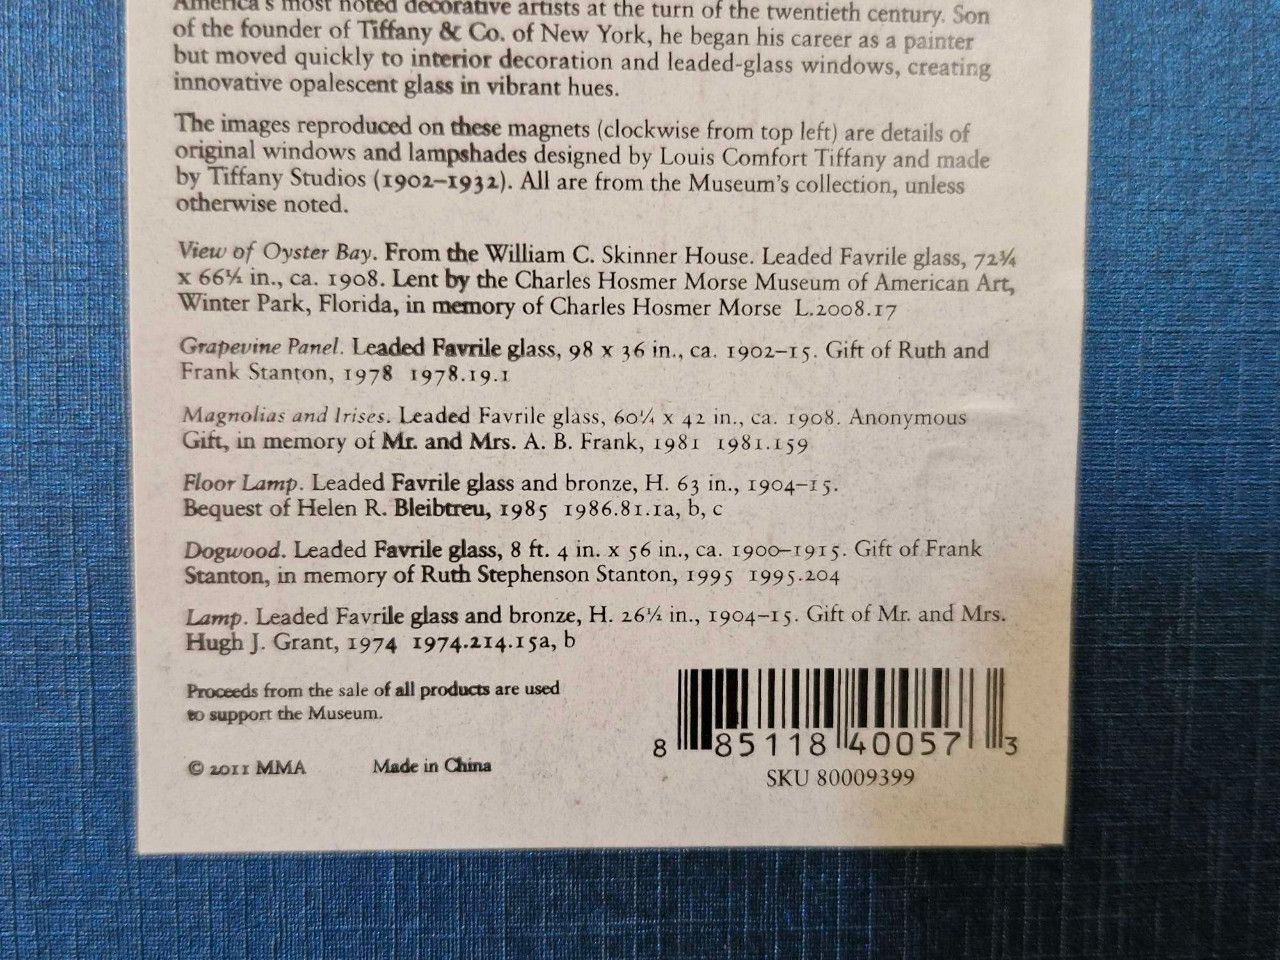 America's most noted decorative artists at the turn of the twentieth century. Son
of the founder of Tiffany & Co. of New York, he began his career as a painter
but moved quickly to interior decoration and leaded-glass windows, creating
innovative opalescent glass in vibrant hues.
The images reproduced on these magnets (clockwise from top left) are details of
original windows and lampshades designed by Louis Comfort Tiffany and made
by Tiffany Studios (1902–1932). All are from the Museum's collection, unless
otherwise noted.
View of Oyster Bay. From the William C. Skinner House. Leaded Favrile glass, 72¾
x 66½ in., ca. 1908. Lent by the Charles Hosmer Morse Museum of American Art,
Winter Park, Florida, in memory of Charles Hosmer Morse L.2008.17
Grapevine Panel. Leaded Favrile glass, 98 x 36 in., ca. 1902–15. Gift of Ruth and
Frank Stanton, 1978 1978.19.1
Magnolias and Irises. Leaded Favrile glass, 60¼ x 42 in., ca. 1908. Anonymous
Gift, in memory of Mr. and Mrs. A. B. Frank, 1981 1981.159
Floor Lamp. Leaded Favrile glass and bronze, H. 63 in., 1904–15.
Bequest of Helen R. Bleibtreu, 1985 1986.81.1a, b, c
Dogwood. Leaded Favrile glass, 8 ft. 4 in. x 56 in., ca. 1900–1915. Gift of Frank
Stanton, in memory of Ruth Stephenson Stanton, 1995 1995.204
Lamp. Leaded Favrile glass and bronze, H. 26½ in., 1904–15. Gift of Mr. and Mrs.
Hugh J. Grant, 1974 1974.214.15a, b
Proceeds from the sale of all products are used
to support the Museum.
© 2011 MMA Made in China
8 85118 40057 3
SKU 80009399